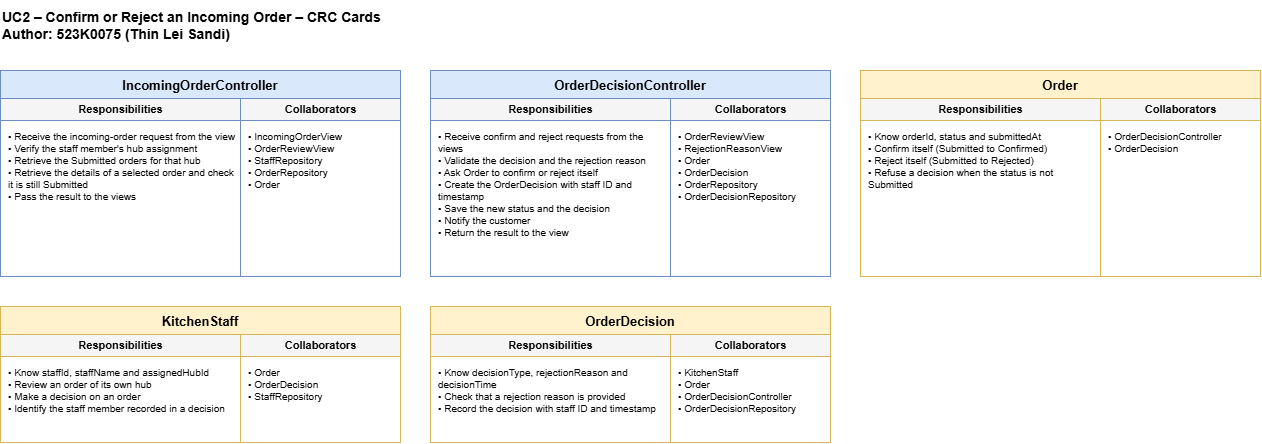 UC2 – Confirm or Reject an Incoming Order – CRC Cards
Author: 523K0075 (Thin Lei Sandi)
IncomingOrderController
Responsibilities
Collaborators
• Receive the incoming-order request from the view
• Verify the staff member's hub assignment
• Retrieve the Submitted orders for that hub
• Retrieve the details of a selected order and check
it is still Submitted
• Pass the result to the views
• IncomingOrderView
• OrderReviewView
• StaffRepository
• OrderRepository
• Order
OrderDecisionController
Responsibilities
Collaborators
• Receive confirm and reject requests from the
views
• Validate the decision and the rejection reason
• Ask Order to confirm or reject itself
• Create the OrderDecision with staff ID and
timestamp
• Save the new status and the decision
• Notify the customer
• Return the result to the view
• OrderReviewView
• RejectionReasonView
• Order
• OrderDecision
• OrderRepository
• OrderDecisionRepository
Order
Responsibilities
Collaborators
• Know orderId, status and submittedAt
• Confirm itself (Submitted to Confirmed)
• Reject itself (Submitted to Rejected)
• Refuse a decision when the status is not
Submitted
• OrderDecisionController
• OrderDecision
KitchenStaff
Responsibilities
Collaborators
• Know staffId, staffName and assignedHubId
• Review an order of its own hub
• Make a decision on an order
• Identify the staff member recorded in a decision
• Order
• OrderDecision
• StaffRepository
OrderDecision
Responsibilities
Collaborators
• Know decisionType, rejectionReason and
decisionTime
• Check that a rejection reason is provided
• Record the decision with staff ID and timestamp
• KitchenStaff
• Order
• OrderDecisionController
• OrderDecisionRepository